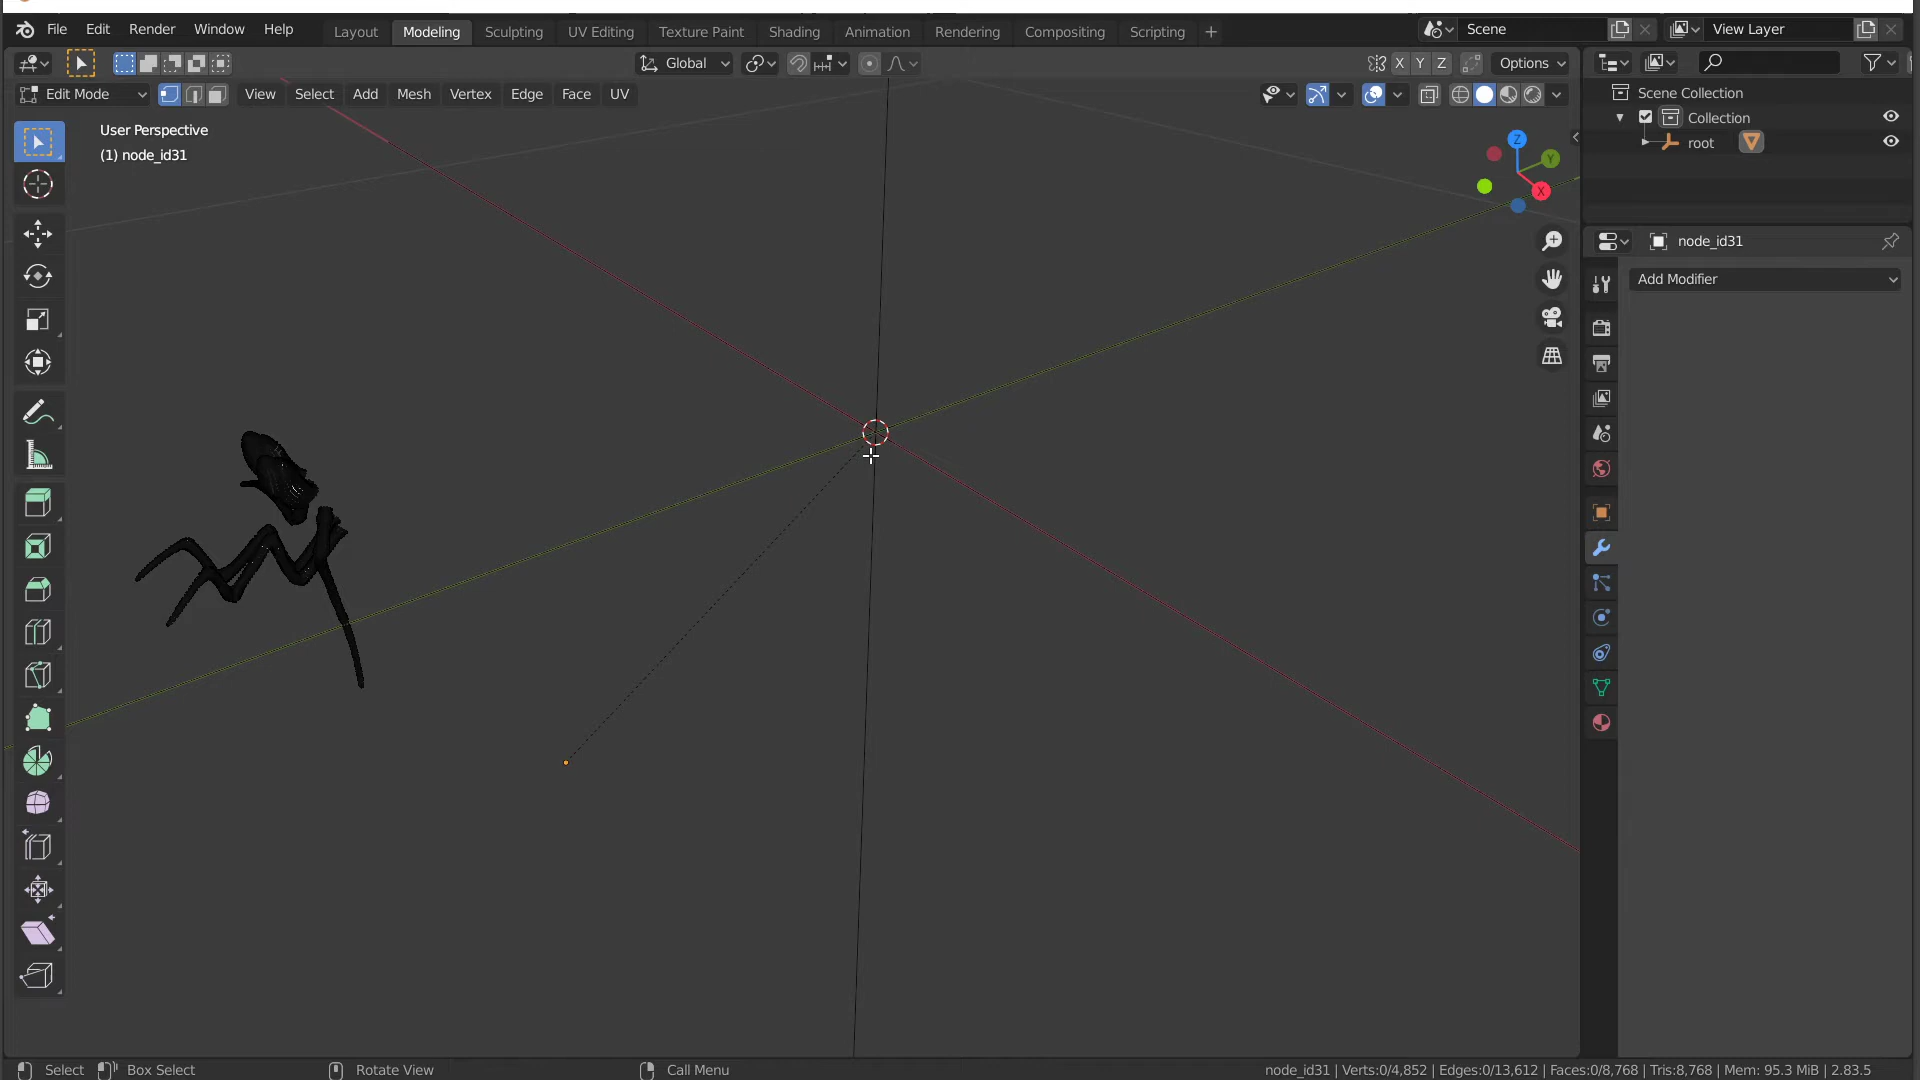 File Edit Render Window Help Layout Modeling Sculpting UV Editing Texture Paint Shading Animation Rendering Compositing Scripting + Scene View Layer
Global X Y Z Options
Edit Mode View Select Add Mesh Vertex Edge Face UV
Scene Collection
Collection
root
User Perspective
(1) node_id31
Z
Y
X
node_id31
Add Modifier
Select Box Select Rotate View Call Menu node_id31 | Verts:0/4,852 | Edges:0/13,612 | Faces:0/8,768 | Tris:8,768 | Mem: 95.3 MiB | 2.83.5